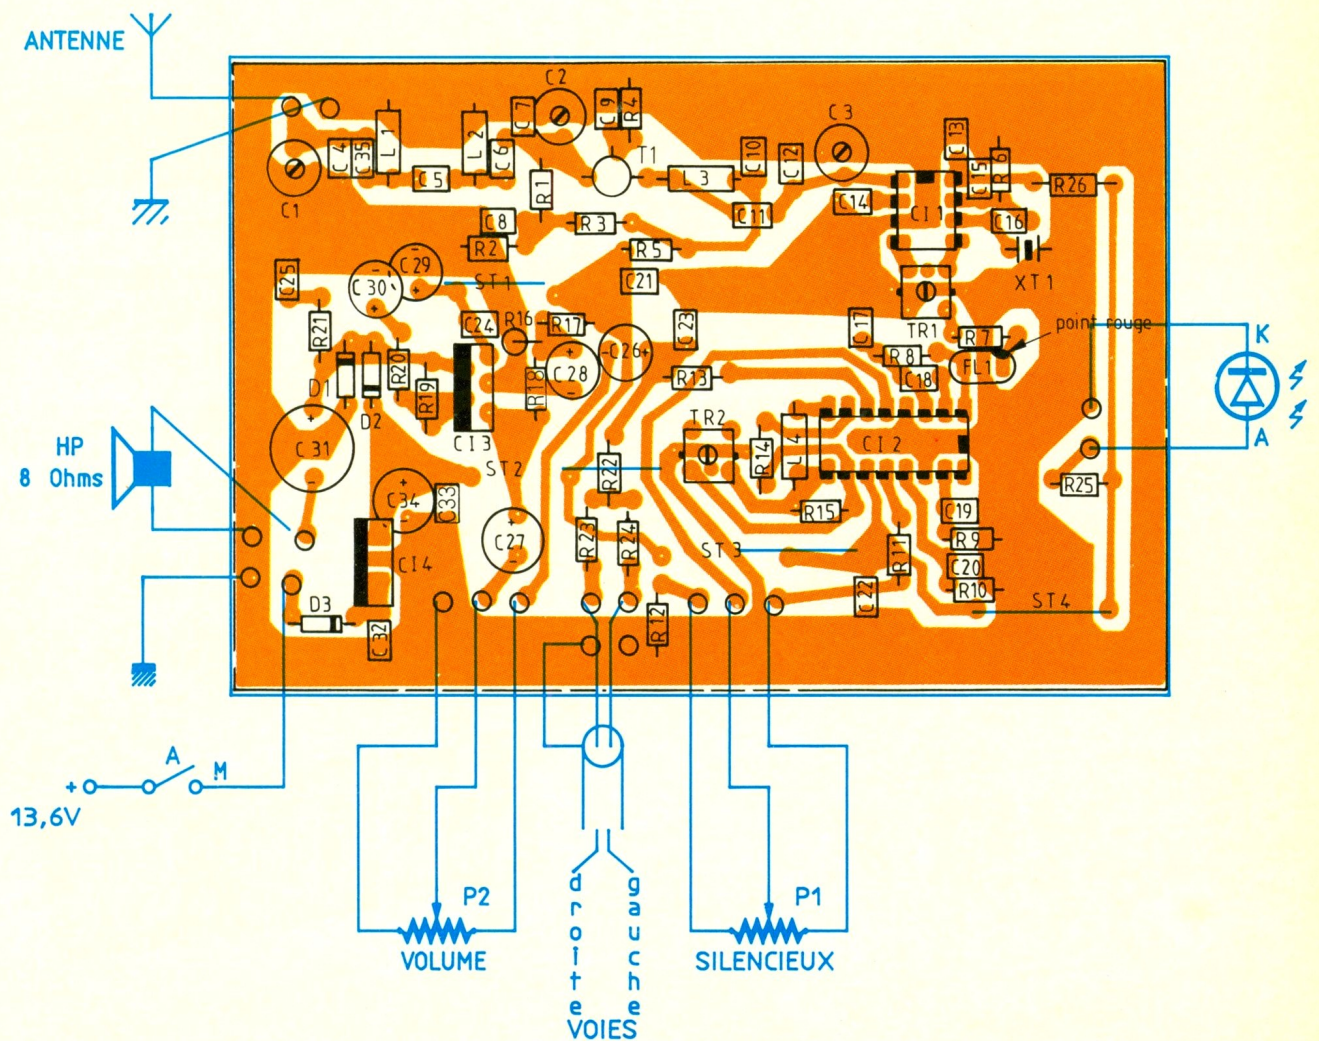 ANTENNE
C1
C4
C35
L1
C5
L2
C6
C7
C2
C9
R4
T1
R1
L3
C10
C12
C3
C13
C15
R6
R26
C8
R3
C11
C14
CI1
C16
R2
R5
C25
C30
C29
ST1
C21
XT1
TR1
R21
C24
R16
R17
C26
C23
C17
R7
point rouge
R8
FL1
K
D1
D2
R20
R19
CI3
R18
C28
R13
C18
A
HP
8 Ohms
C31
TR2
R14
L4
CI2
ST2
R22
R25
C34
C33
C27
R23
R24
R15
C19
ST3
R11
R9
CI4
C20
R10
D3
C32
R12
C22
ST4
A
M
+
13,6V
P2
VOLUME
droîte
gauche
VOIES
P1
SILENCIEUX